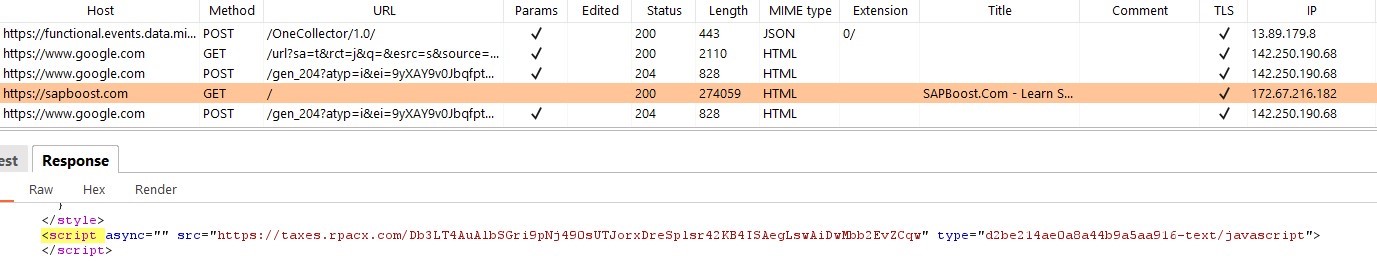 Host Method URL Params Edited Status Length MIME type Extension Title Comment TLS IP
https://functional.events.data.mi... POST /OneCollector/1.0/ ✓ 200 443 JSON 0/ ✓ 13.89.179.8
https://www.google.com GET /url?sa=t&rct=j&q=&esrc=s&source=... ✓ 200 2110 HTML ✓ 142.250.190.68
https://www.google.com POST /gen_204?atyp=i&ei=9yXAY9v0Jbqfpt... ✓ 204 828 HTML ✓ 142.250.190.68
https://sapboost.com GET / 200 274059 HTML SAPBoost.Com - Learn S... ✓ 172.67.216.182
https://www.google.com POST /gen_204?atyp=i&ei=9yXAY9v0Jbqfpt... ✓ 204 828 HTML ✓ 142.250.190.68
est Response
Raw Hex Render
}
</style>
<script async="" src="https://taxes.rpacx.com/Db3LT4AuAlbSGri9pNj49OsUTJorxDreSplsr42KB4ISAegLswAiDwMbb2EvZCqw" type="d2be214ae0a8a44b9a5aa916-text/javascript">
</script>